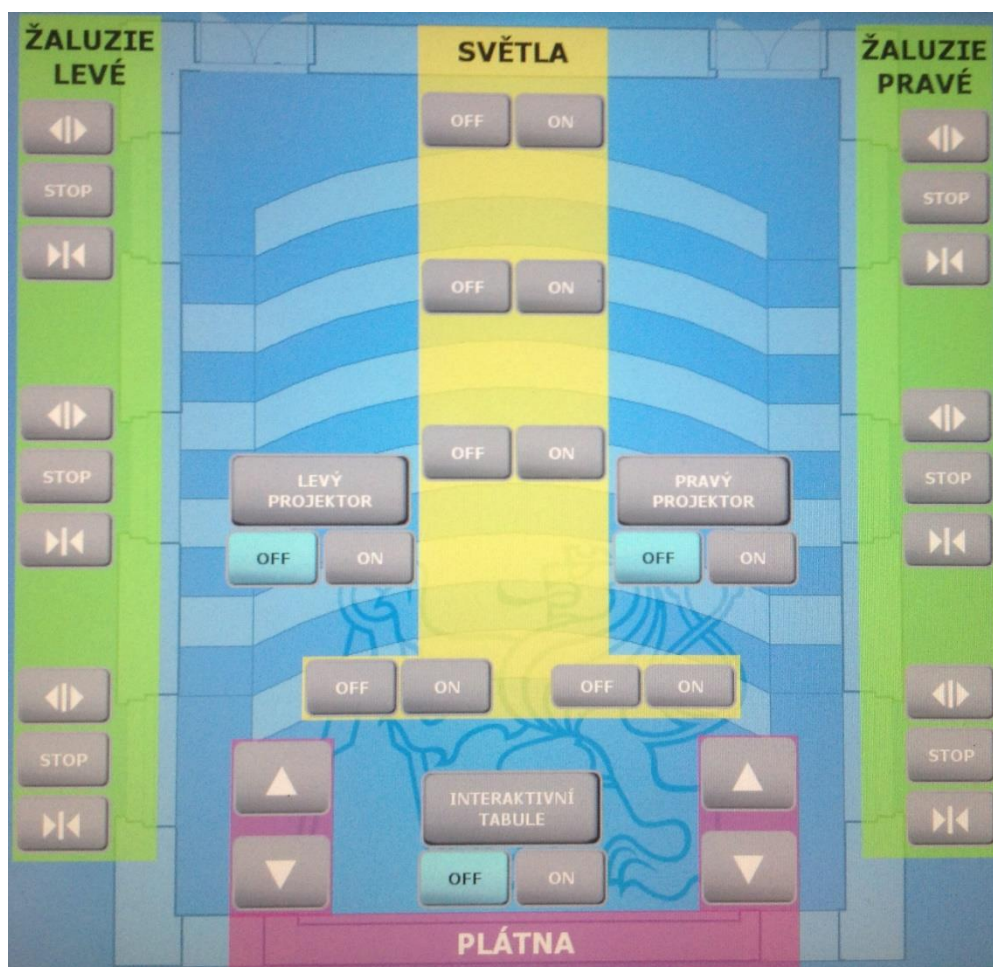 ŽALUZIE
LEVÉ
SVĚTLA
ŽALUZIE
PRAVÉ
OFF ON
STOP
STOP
OFF ON
OFF ON
LEVÝ
PROJEKTOR
PRAVÝ
PROJEKTOR
STOP
STOP
OFF ON
OFF ON
OFF ON
OFF ON
STOP
STOP
INTERAKTIVNÍ
TABULE
OFF ON
PLÁTNA